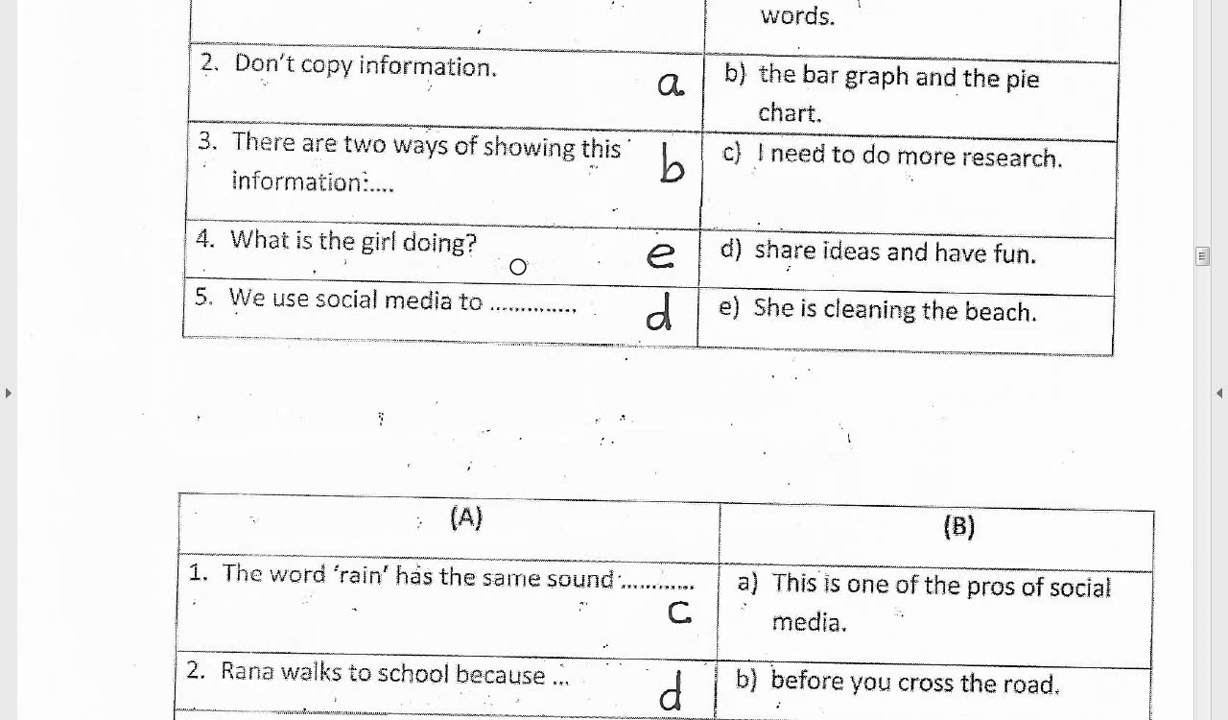 words.
2. Don't copy information.
a
b) the bar graph and the pie
chart.
3. There are two ways of showing this
information:....
b
c) I need to do more research.
4. What is the girl doing?
e
d) share ideas and have fun.
5. We use social media to .............
d
e) She is cleaning the beach.
(A)
(B)
1. The word 'rain' has the same sound ............
c
a) This is one of the pros of social
media.
2. Rana walks to school because ...
d
b) before you cross the road.